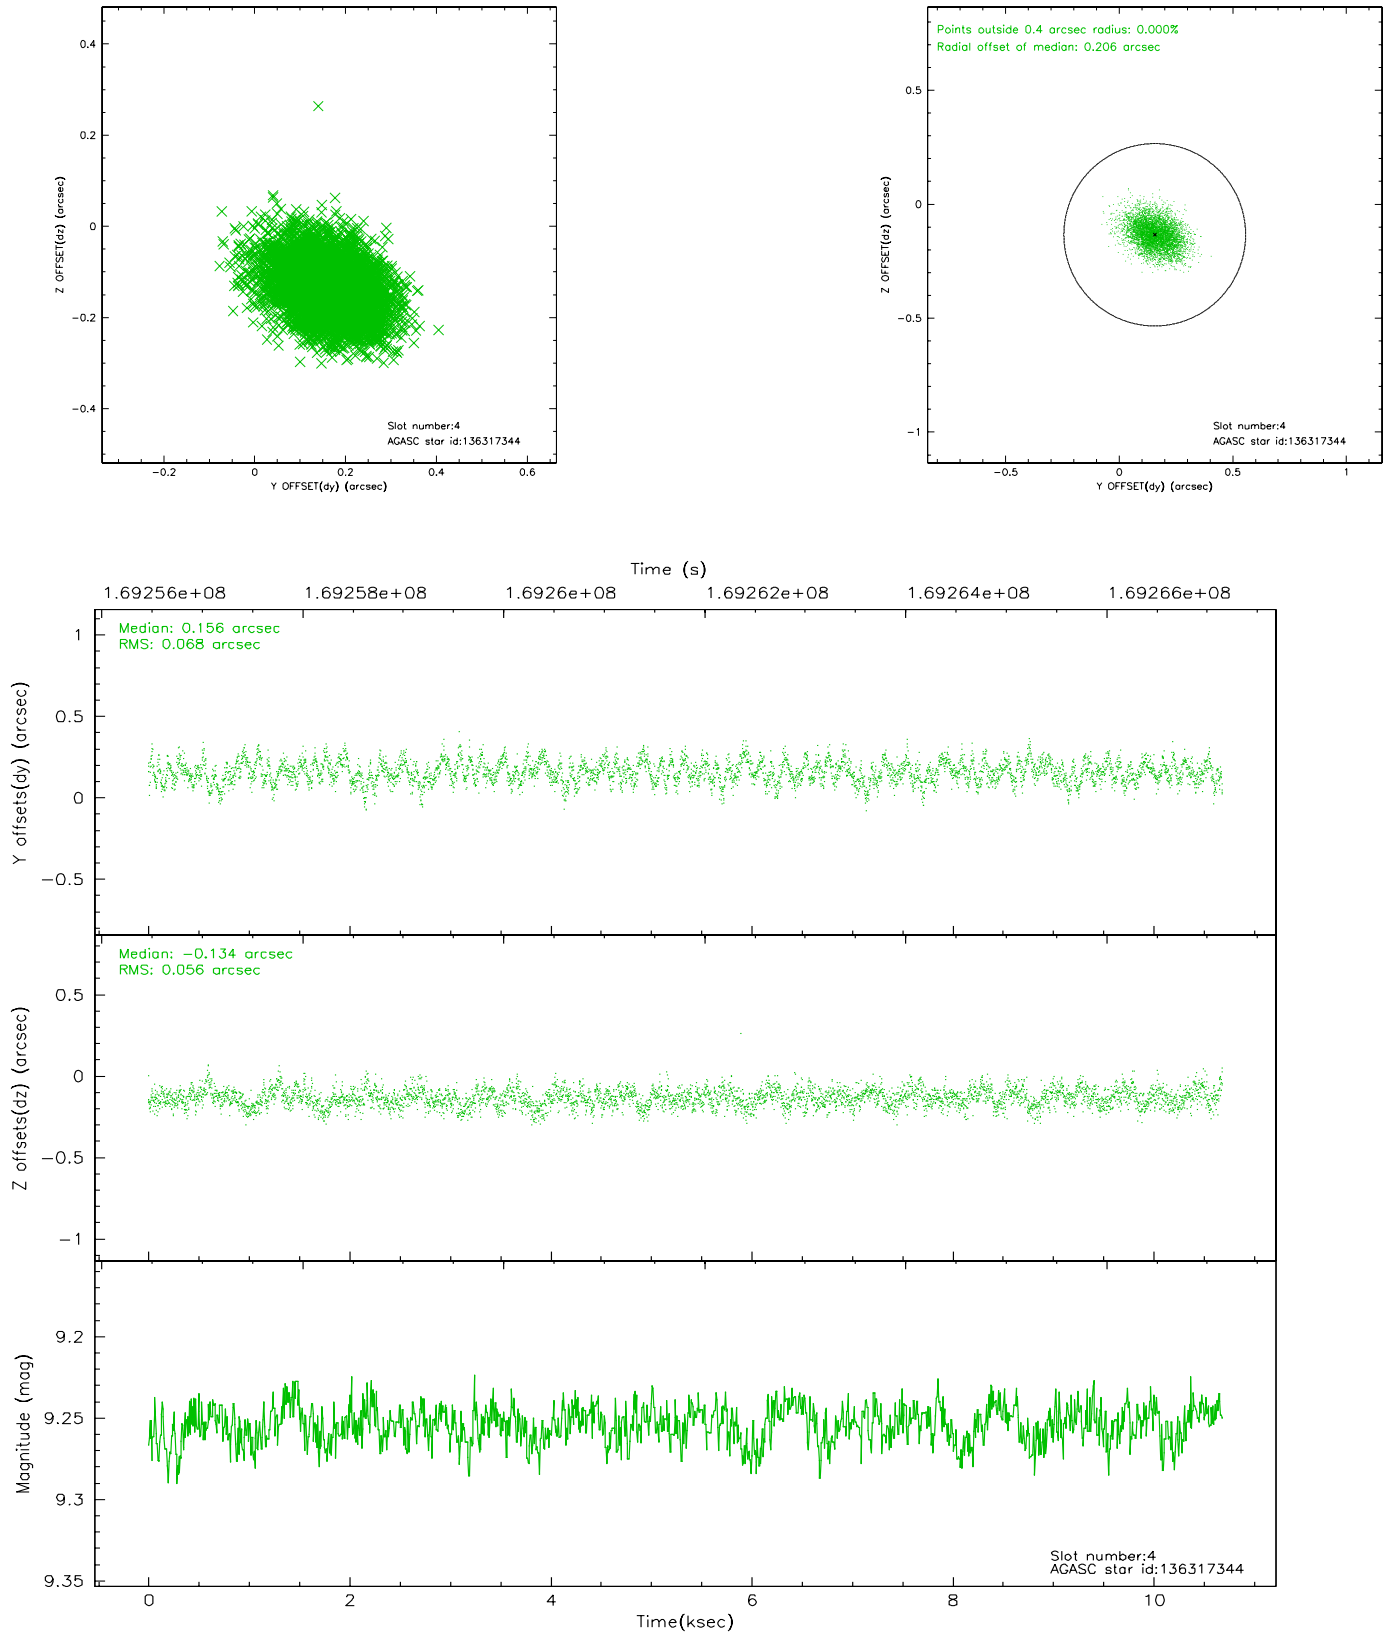 0.4
0.2
0
−0.2
−0.4
Z OFFSET(dz) (arcsec)
Slot number:4
AGASC star id:136317344
−0.2 0 0.2 0.4 0.6
Y OFFSET(dy) (arcsec)
Points outside 0.4 arcsec radius: 0.000%
Radial offset of median: 0.206 arcsec
0.5
0
−0.5
−1
Z OFFSET(dz) (arcsec)
Slot number:4
AGASC star id:136317344
−0.5 0 0.5 1
Y OFFSET(dy) (arcsec)
Time (s)
1.69256e+08 1.69258e+08 1.6926e+08 1.69262e+08 1.69264e+08 1.69266e+08
Median: 0.156 arcsec
RMS: 0.068 arcsec
1
0.5
0
−0.5
Y offsets(dy) (arcsec)
Median: −0.134 arcsec
RMS: 0.056 arcsec
0.5
0
−0.5
−1
Z offsets(dz) (arcsec)
9.2
9.25
9.3
9.35
Magnitude (mag)
Slot number:4
AGASC star id:136317344
0 2 4 6 8 10
Time(ksec)